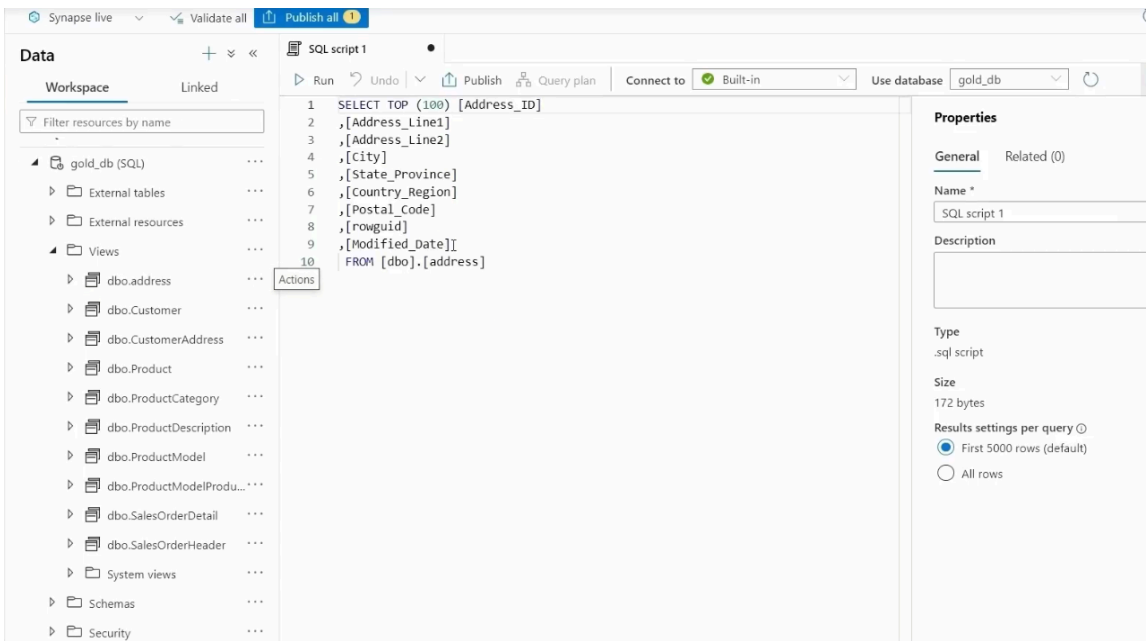 Synapse live Validate all Publish all 1
Data
Workspace Linked
Filter resources by name
gold_db (SQL) ...
External tables ...
External resources ...
Views ...
dbo.address ...
dbo.Customer ...
dbo.CustomerAddress ...
dbo.Product ...
dbo.ProductCategory ...
dbo.ProductDescription ...
dbo.ProductModel ...
dbo.ProductModelProdu... ...
dbo.SalesOrderDetail ...
dbo.SalesOrderHeader ...
System views ...
Schemas ...
Security ...
SQL script 1
Run Undo Publish Query plan Connect to Built-in Use database gold_db
1 SELECT TOP (100) [Address_ID]
2 ,[Address_Line1]
3 ,[Address_Line2]
4 ,[City]
5 ,[State_Province]
6 ,[Country_Region]
7 ,[Postal_Code]
8 ,[rowguid]
9 ,[Modified_Date]
10 FROM [dbo].[address]
Actions
Properties
General Related (0)
Name *
SQL script 1
Description
Type
.sql script
Size
172 bytes
Results settings per query
First 5000 rows (default)
All rows